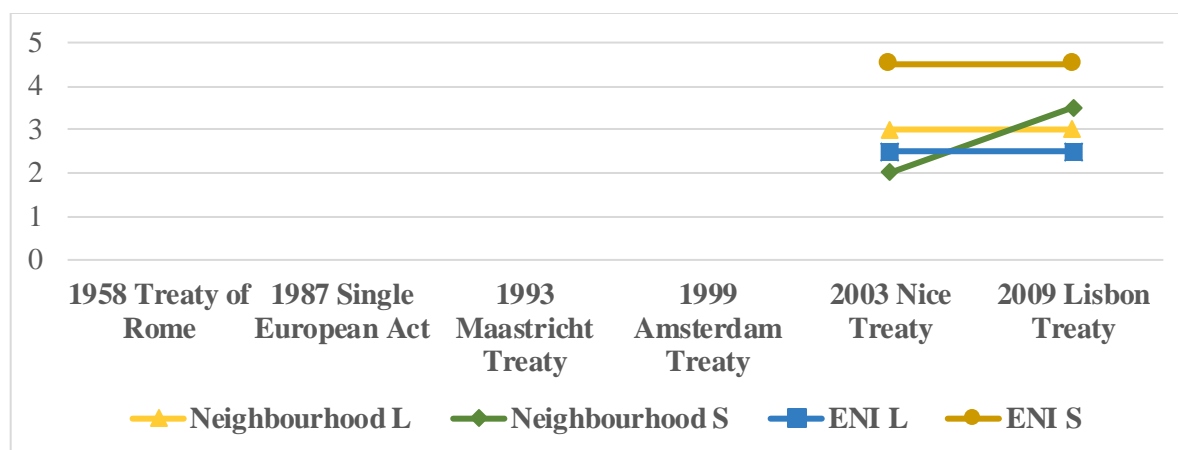 5
4
3
2
1
0
1958 Treaty of 1987 Single 1993 1999 2003 Nice 2009 Lisbon
Rome European Act Maastricht Amsterdam Treaty Treaty
Treaty Treaty
Neighbourhood L Neighbourhood S ENI L ENI S